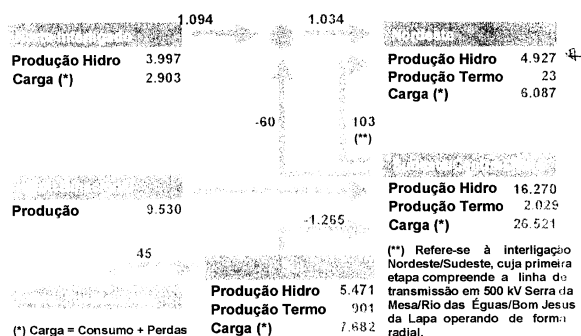 1.094
1.034
Nordeste
Produção Hidro 3.997
Carga (*) 2.903
Produção Hidro 4.927
Produção Termo 23
Carga (*) 6.087
-60
103
(**)
Produção 9.530
Produção Hidro 16.270
Produção Termo 2.029
Carga (*) 26.521
-1.265
45
Produção Hidro 5.471
Produção Termo 901
Carga (*) 7.682
(*) Carga = Consumo + Perdas
(**) Refere-se à interligação
Nordeste/Sudeste, cuja primeira
etapa compreende a linha de
transmissão em 500 kV Serra da
Mesa/Rio das Éguas/Bom Jesus
da Lapa operando de forma
radial.